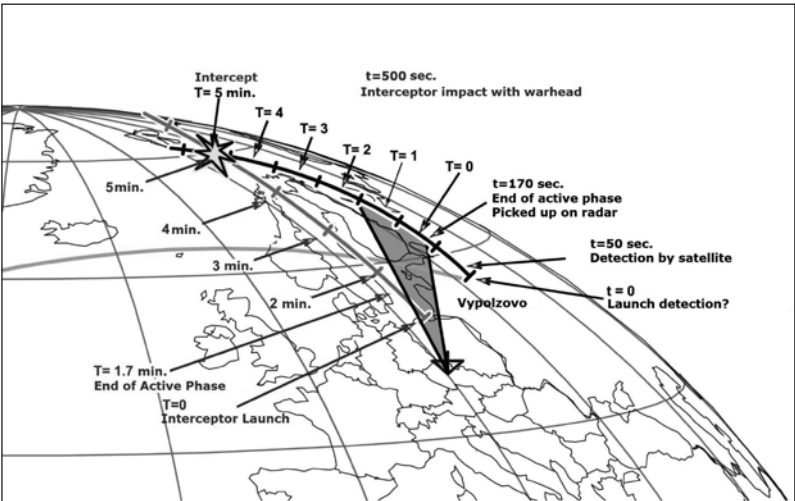 Intercept
T= 5 min.
t=500 sec.
Interceptor impact with warhead
T= 4
T= 3
T= 2
T= 1
T= 0
t=170 sec.
End of active phase
Picked up on radar
t=50 sec.
Detection by satellite
t = 0
Launch detection?
Vypolzovo
5min.
4min.
3 min.
2 min.
T= 1.7 min.
End of Active Phase
T=0
Interceptor Launch